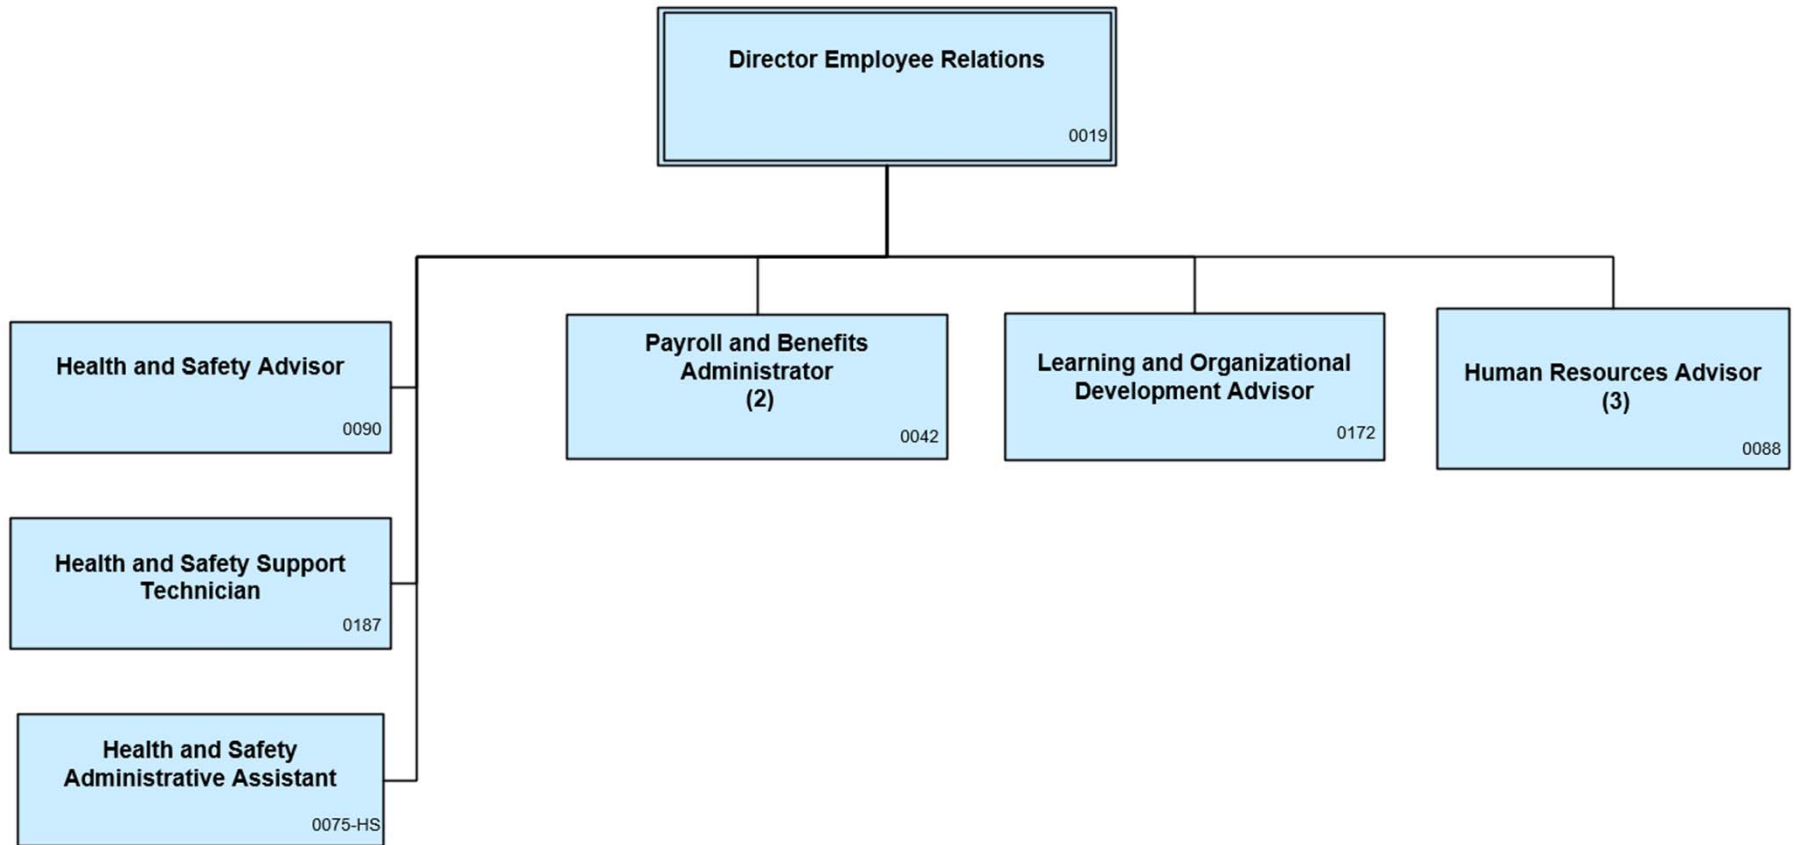 Director Employee Relations
0019
Health and Safety Advisor
0090
Payroll and Benefits
Administrator
(2)
0042
Learning and Organizational
Development Advisor
0172
Human Resources Advisor
(3)
0088
Health and Safety Support
Technician
0187
Health and Safety
Administrative Assistant
0075-HS